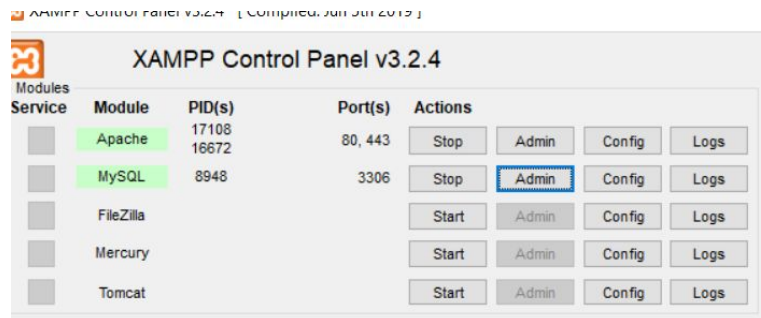 XAMPP Control Panel v3.2.4 [ Compiled: Jun 5th 2019 ]
XAMPP Control Panel v3.2.4
Modules
Service Module PID(s) Port(s) Actions
Apache 17108 16672 80, 443 Stop Admin Config Logs
MySQL 8948 3306 Stop Admin Config Logs
FileZilla Start Admin Config Logs
Mercury Start Admin Config Logs
Tomcat Start Admin Config Logs